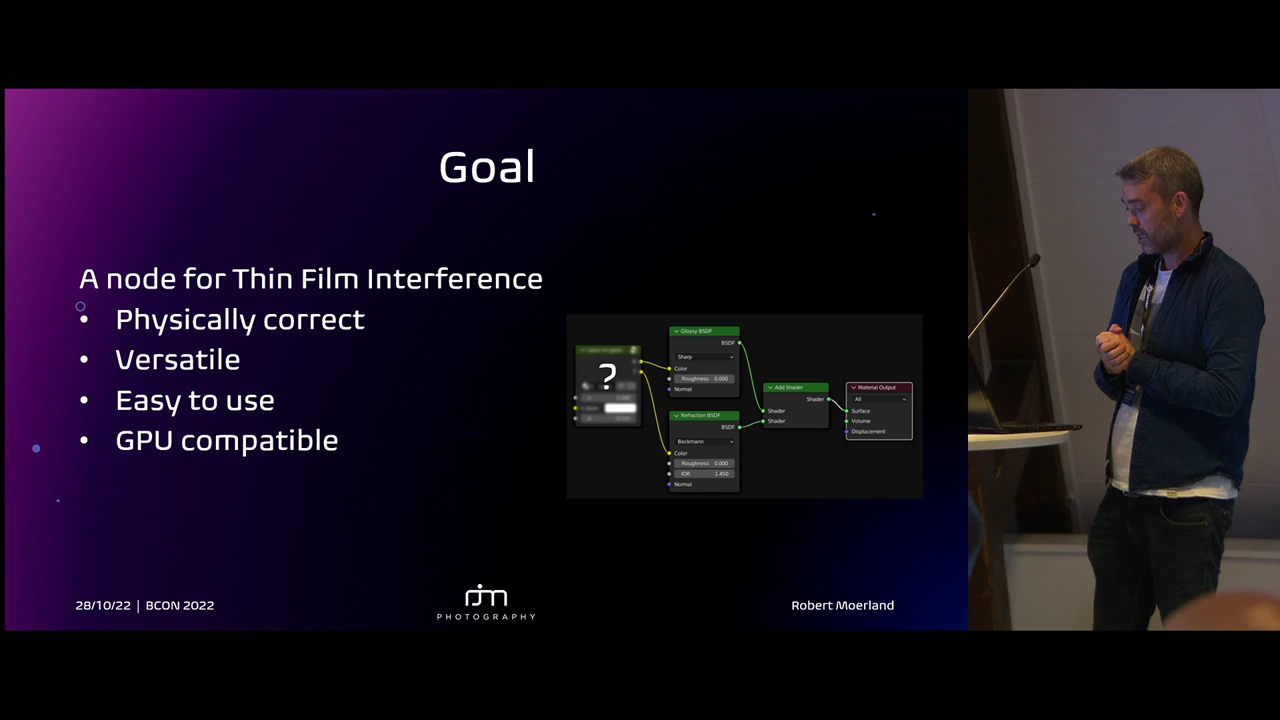 Goal
A node for Thin Film Interference
• Physically correct
• Versatile
• Easy to use
• GPU compatible
?
Glossy BSDF
BSDF
Sharp
Color
Roughness 0.000
Normal
Refraction BSDF
BSDF
Beckmann
Color
Roughness 0.000
IOR 1.450
Normal
Add Shader
Shader
Shader
Shader
Material Output
All
Surface
Volume
Displacement
28/10/22 | BCON 2022
rjm
PHOTOGRAPHY
Robert Moerland